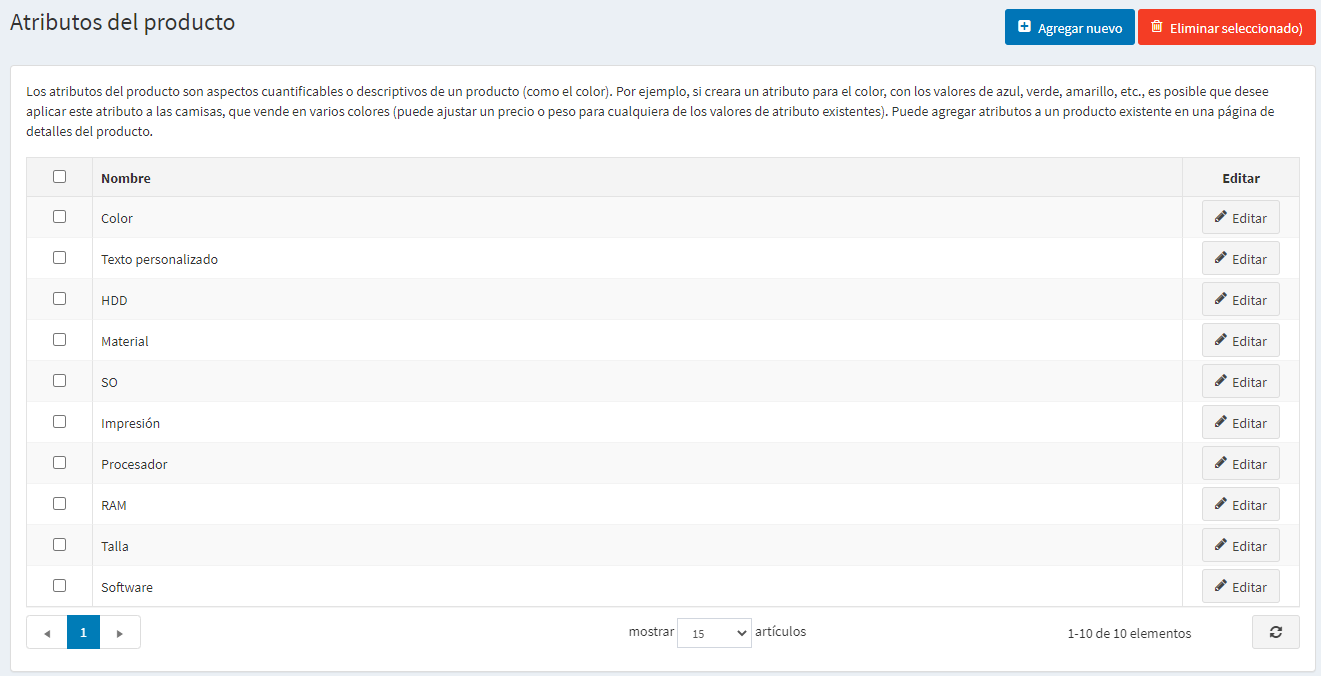 Atributos del producto
Agregar nuevo
Eliminar seleccionado)
Los atributos del producto son aspectos cuantificables o descriptivos de un producto (como el color). Por ejemplo, si creara un atributo para el color, con los valores de azul, verde, amarillo, etc., es posible que desee
aplicar este atributo a las camisas, que vende en varios colores (puede ajustar un precio o peso para cualquiera de los valores de atributo existentes). Puede agregar atributos a un producto existente en una página de
detalles del producto.
Nombre Editar
Color Editar
Texto personalizado Editar
HDD Editar
Material Editar
SO Editar
Impresión Editar
Procesador Editar
RAM Editar
Talla Editar
Software Editar
1 mostrar 15 artículos 1-10 de 10 elementos